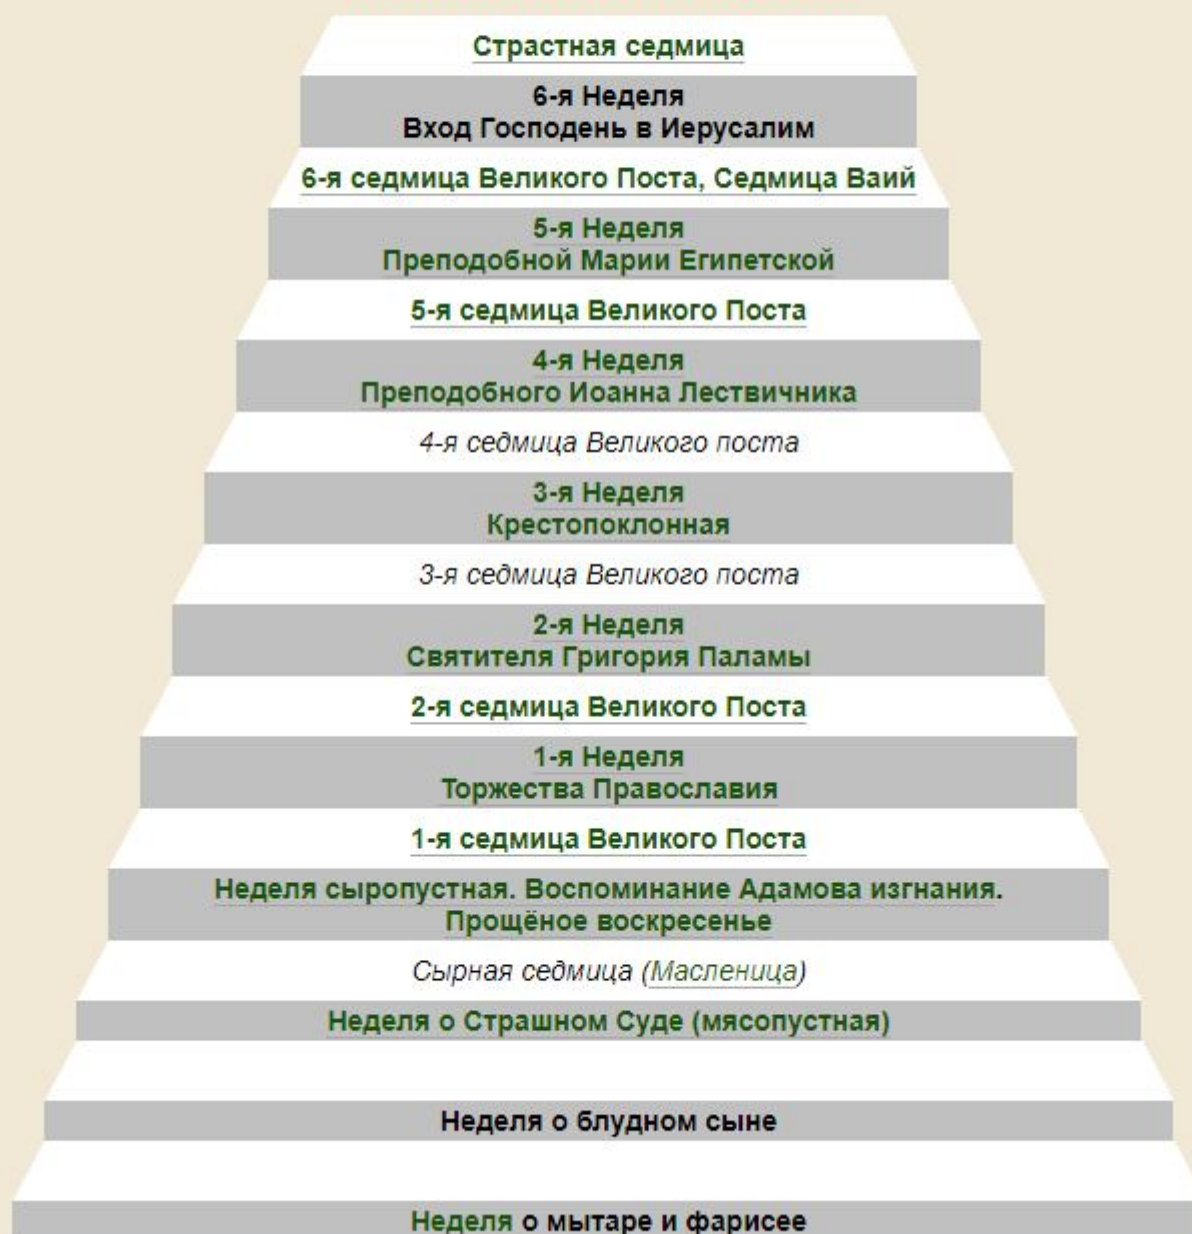 Страстная седмица
6-я Неделя
Вход Господень в Иерусалим
6-я седмица Великого Поста, Седмица Ваий
5-я Неделя
Преподобной Марии Египетской
5-я седмица Великого Поста
4-я Неделя
Преподобного Иоанна Лествичника
4-я седмица Великого поста
3-я Неделя
Крестопоклонная
3-я седмица Великого поста
2-я Неделя
Святителя Григория Паламы
2-я седмица Великого Поста
1-я Неделя
Торжества Православия
1-я седмица Великого Поста
Неделя сыропустная. Воспоминание Адамова изгнания.
Прощёное воскресенье
Сырная седмица (Масленица)
Неделя о Страшном Суде (мясопустная)
Неделя о блудном сыне
Неделя о мытаре и фарисее